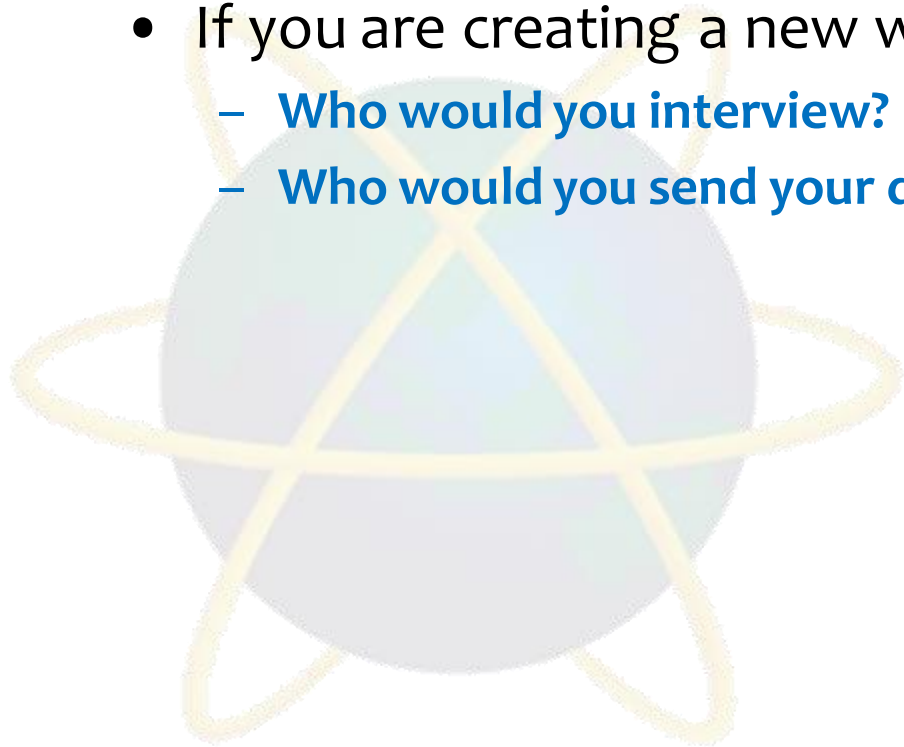 • If you are creating a new
– Who would you interview?
– Who would you send your